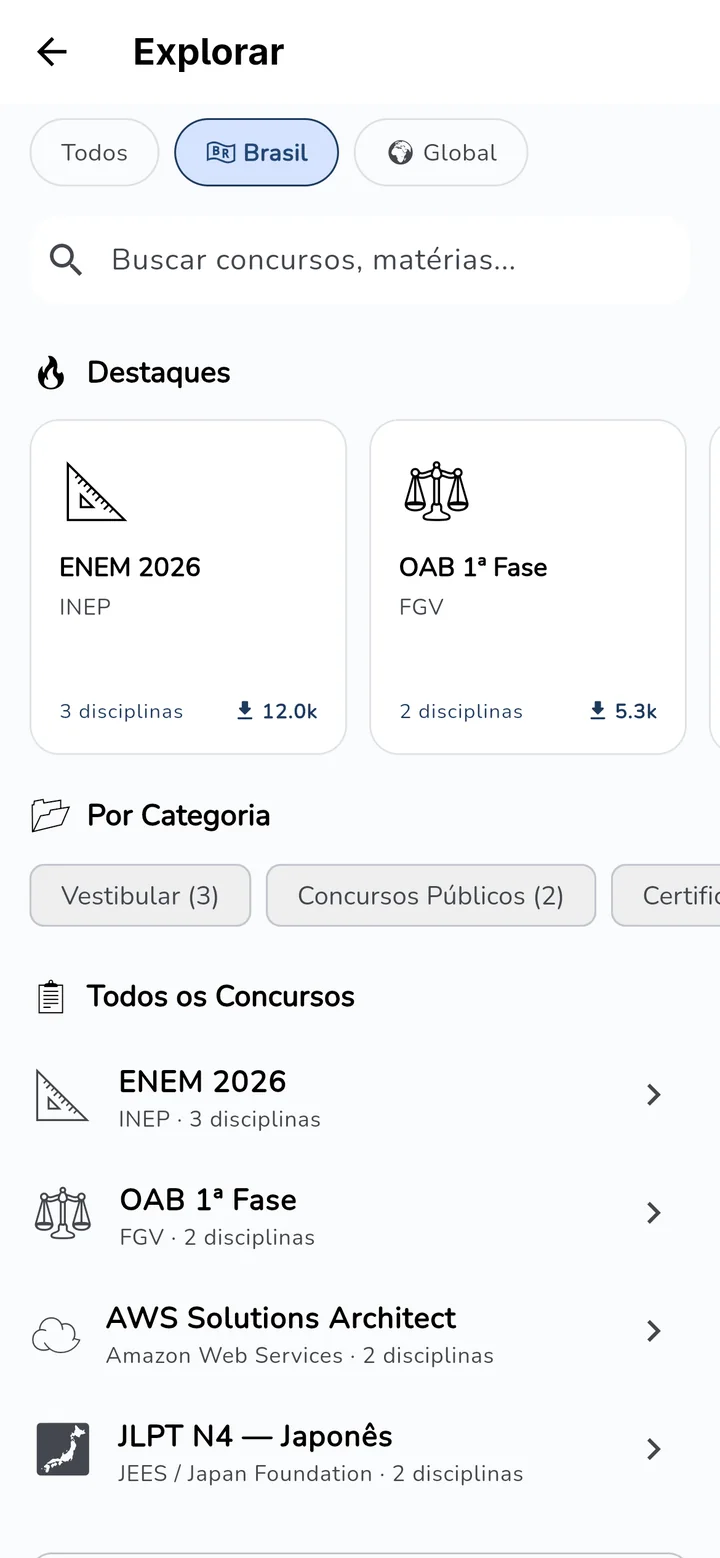 Explorar
Todos
BR Brasil
Global
Buscar concursos, matérias...
Destaques
ENEM 2026
INEP
3 disciplinas
12.0k
OAB 1ª Fase
FGV
2 disciplinas
5.3k
Por Categoria
Vestibular (3)
Concursos Públicos (2)
Certific
Todos os Concursos
ENEM 2026
INEP · 3 disciplinas
OAB 1ª Fase
FGV · 2 disciplinas
AWS Solutions Architect
Amazon Web Services · 2 disciplinas
JLPT N4 — Japonês
JEES / Japan Foundation · 2 disciplinas